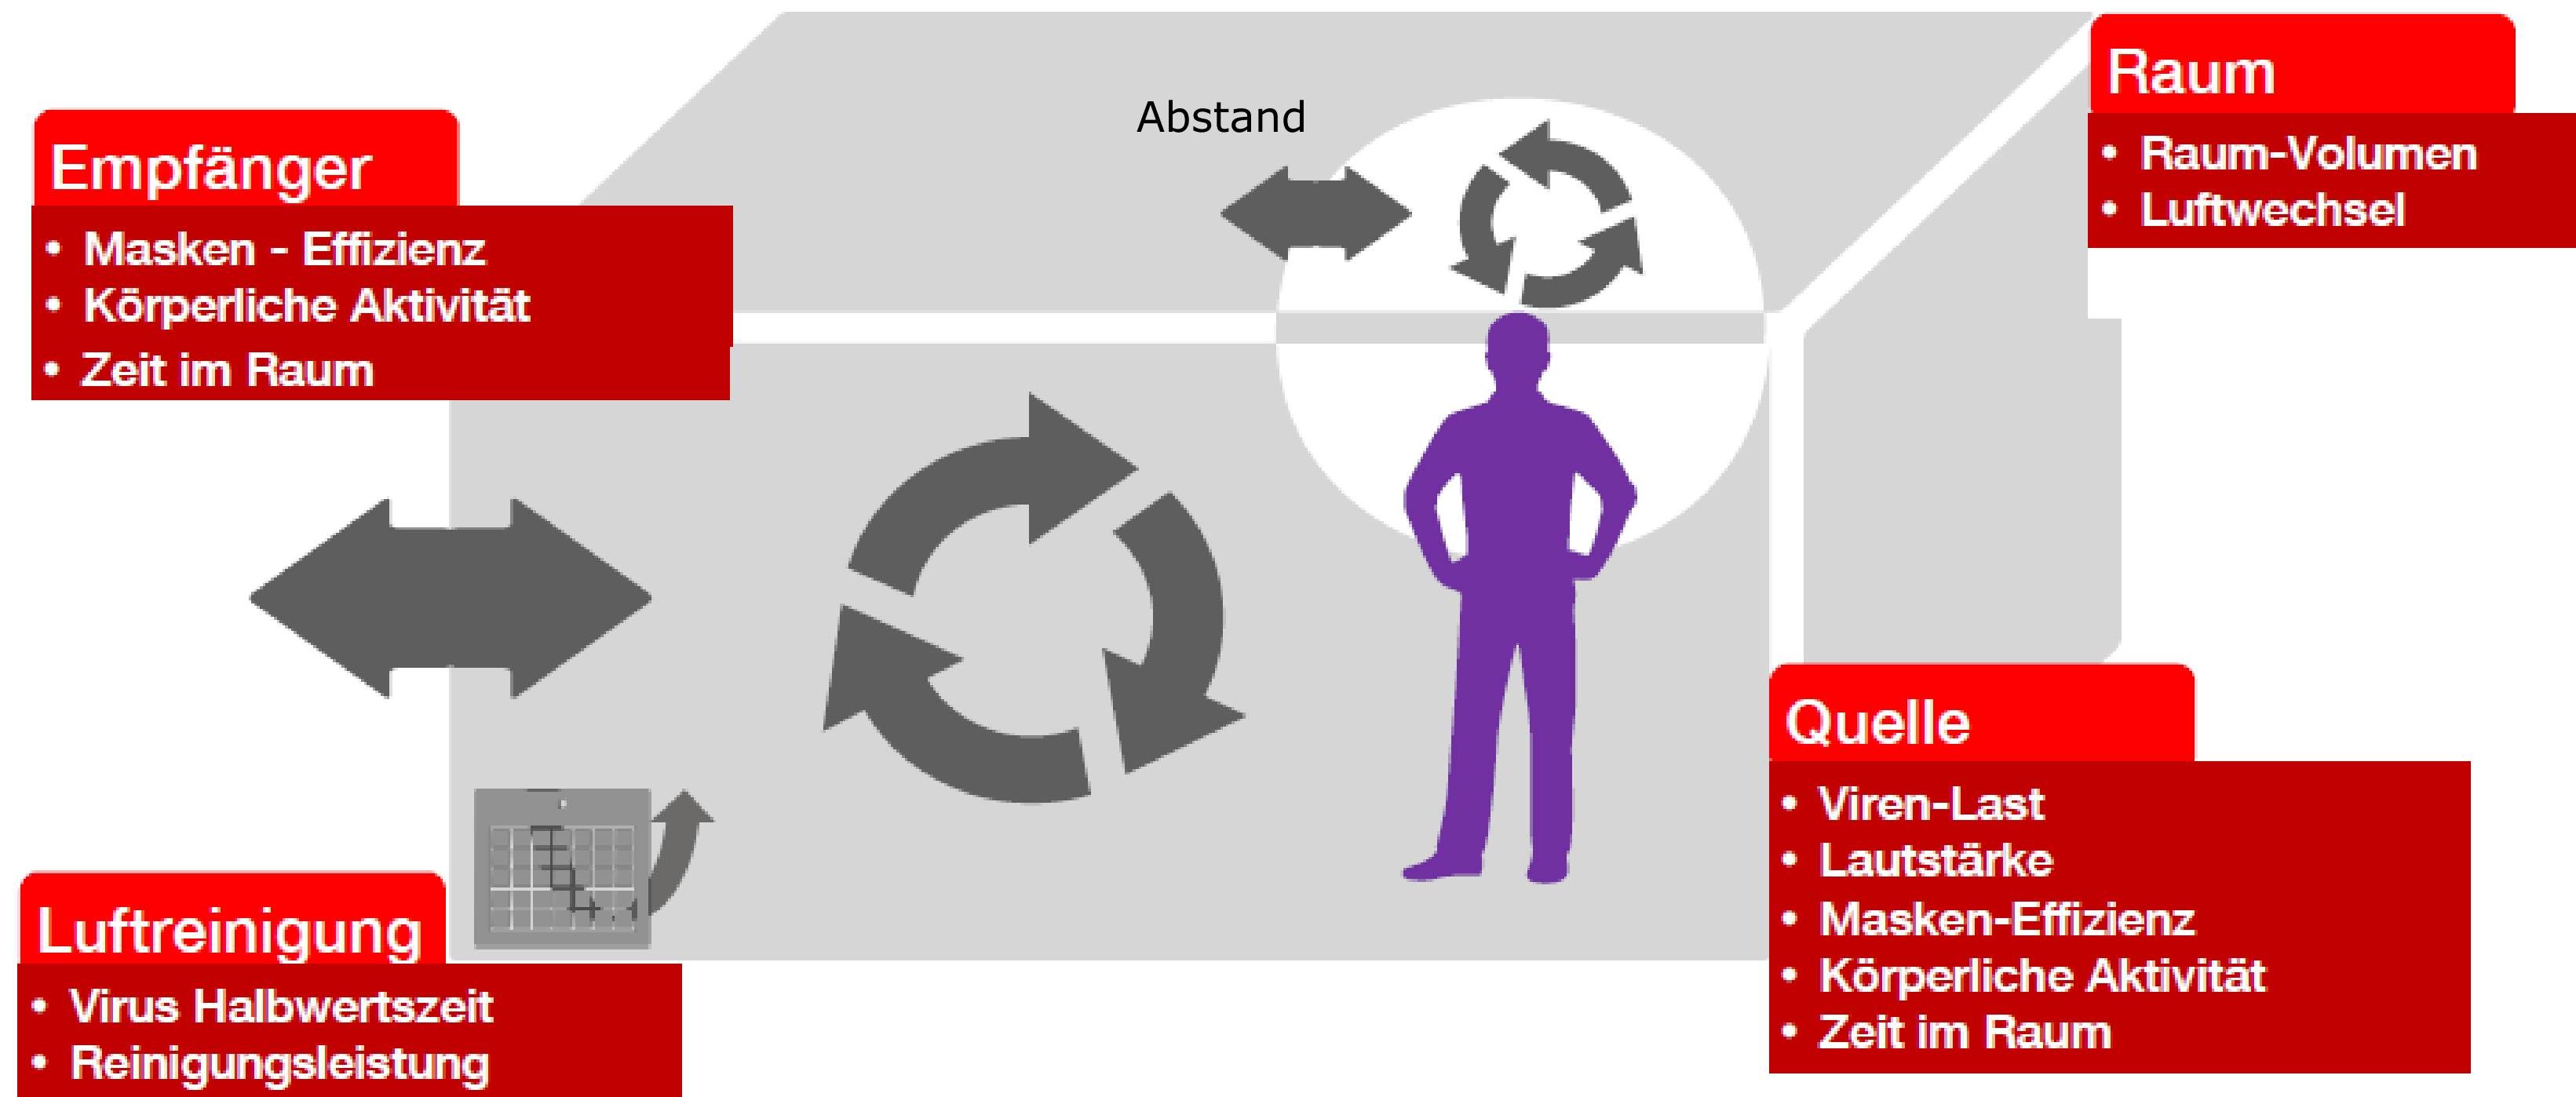 Empfänger
• Masken - Effizienz
• Körperliche Aktivität
• Zeit im Raum
Abstand
Raum
• Raum-Volumen
• Luftwechsel
Luftreinigung
• Virus Halbwertszeit
• Reinigungsleistung
Quelle
• Viren-Last
• Lautstärke
• Masken-Effizienz
• Körperliche Aktivität
• Zeit im Raum